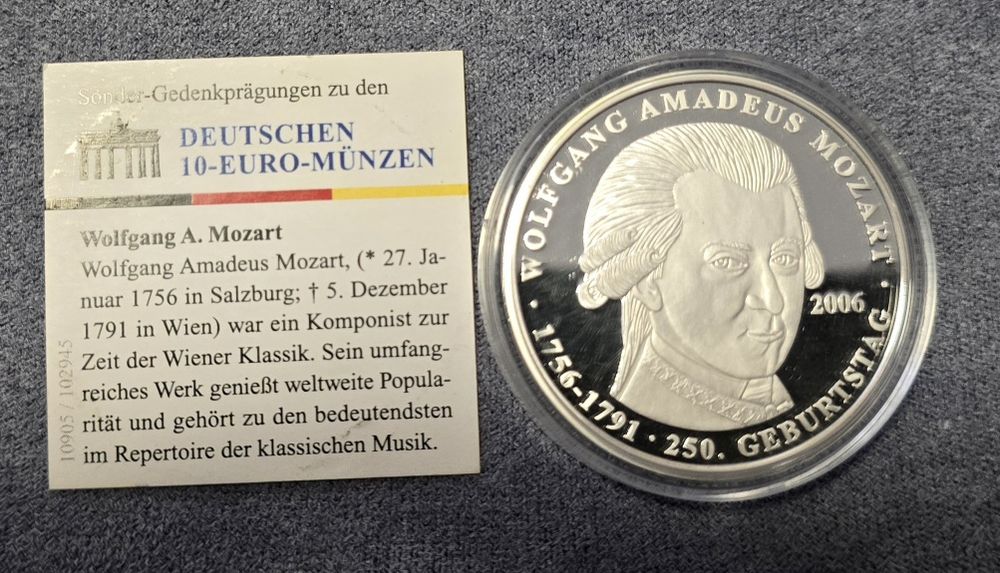 Sonder-Gedenkprägungen zu den
DEUTSCHEN
10-EURO-MÜNZEN
Wolfgang A. Mozart
Wolfgang Amadeus Mozart, (* 27. Ja-
nuar 1756 in Salzburg; † 5. Dezember
1791 in Wien) war ein Komponist zur
Zeit der Wiener Klassik. Sein umfang-
reiches Werk genießt weltweite Popula-
rität und gehört zu den bedeutendsten
im Repertoire der klassischen Musik.
10905 / 102945
· WOLFGANG AMADEUS MOZART ·
2006
1756-1791 · 250. GEBURTSTAG